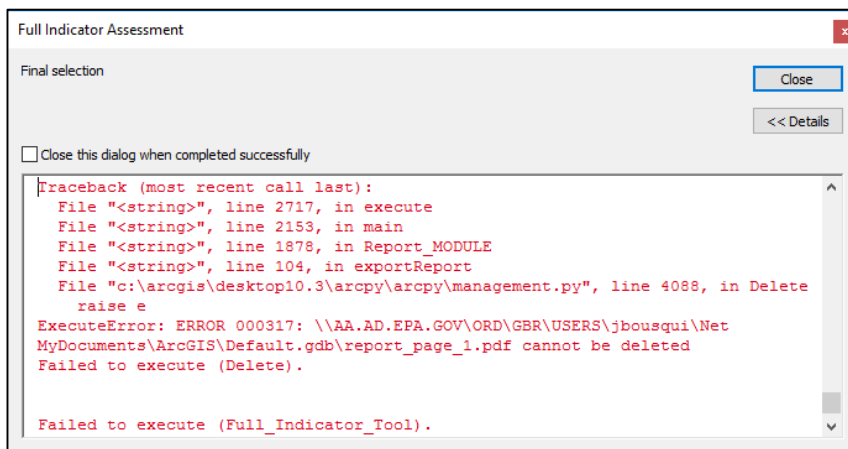 Full Indicator Assessment
x
Final selection
Close
<< Details
Close this dialog when completed successfully
Traceback (most recent call last):
File "<string>", line 2717, in execute
File "<string>", line 2153, in main
File "<string>", line 1878, in Report_MODULE
File "<string>", line 104, in exportReport
File "c:\arcgis\desktop10.3\arcpy\arcpy\management.py", line 4088, in Delete
raise e
ExecuteError: ERROR 000317: \\AA.AD.EPA.GOV\ORD\GBR\USERS\jbousqui\Net
MyDocuments\ArcGIS\Default.gdb\report_page_1.pdf cannot be deleted
Failed to execute (Delete).
Failed to execute (Full_Indicator_Tool).